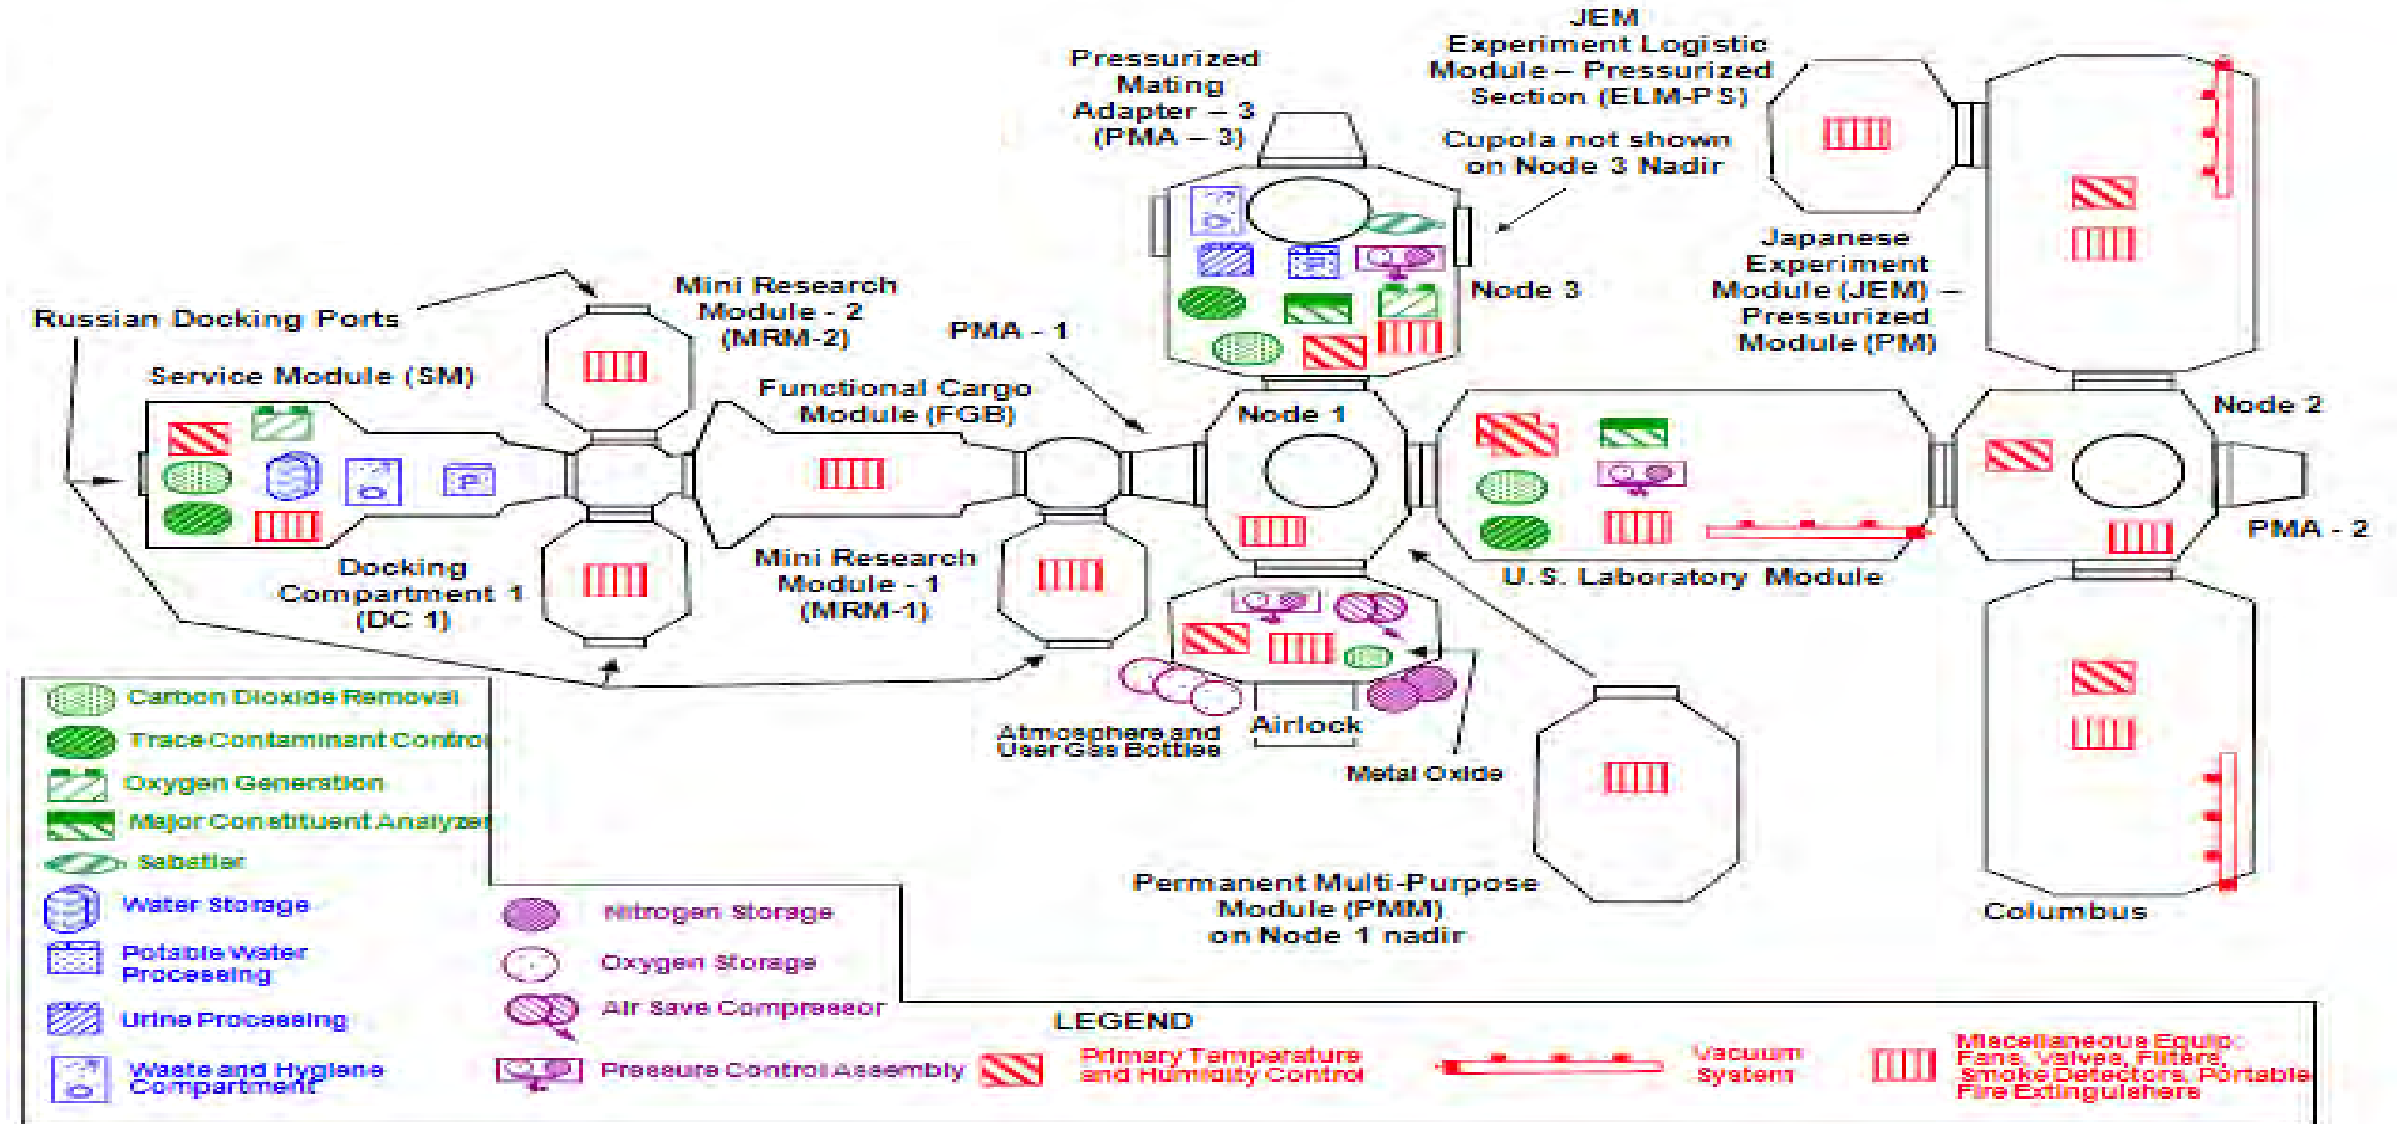 JEM
Experiment Logistic
Module – Pressurized
Section (ELM-PS)
Pressurized
Mating
Adapter – 3
(PMA – 3)
Cupola not shown
on Node 3 Nadir
Japanese
Experiment
Module (JEM) –
Pressurized
Module (PM)
Node 3
Mini Research
Module - 2
(MRM-2)
Russian Docking Ports
PMA - 1
Service Module (SM)
Functional Cargo
Module (FGB)
Node 1
Node 2
PMA - 2
Docking
Compartment 1
(DC 1)
Mini Research
Module - 1
(MRM-1)
U.S. Laboratory Module
Atmosphere and
User Gas Bottles
Airlock
Metal Oxide
Permanent Multi-Purpose
Module (PMM)
on Node 1 nadir
Columbus
Carbon Dioxide Removal
Trace Contaminant Control
Oxygen Generation
Major Constituent Analyzer
Sabatier
Water Storage
Potable Water
Processing
Urine Processing
Waste and Hygiene
Compartment
Nitrogen Storage
Oxygen Storage
Air Save Compressor
Pressure Control Assembly
LEGEND
Primary Temperature
and Humidity Control
Vacuum
System
Miscellaneous Equip:
Fans, Valves, Filters,
Smoke Detectors, Portable
Fire Extinguishers
P
P